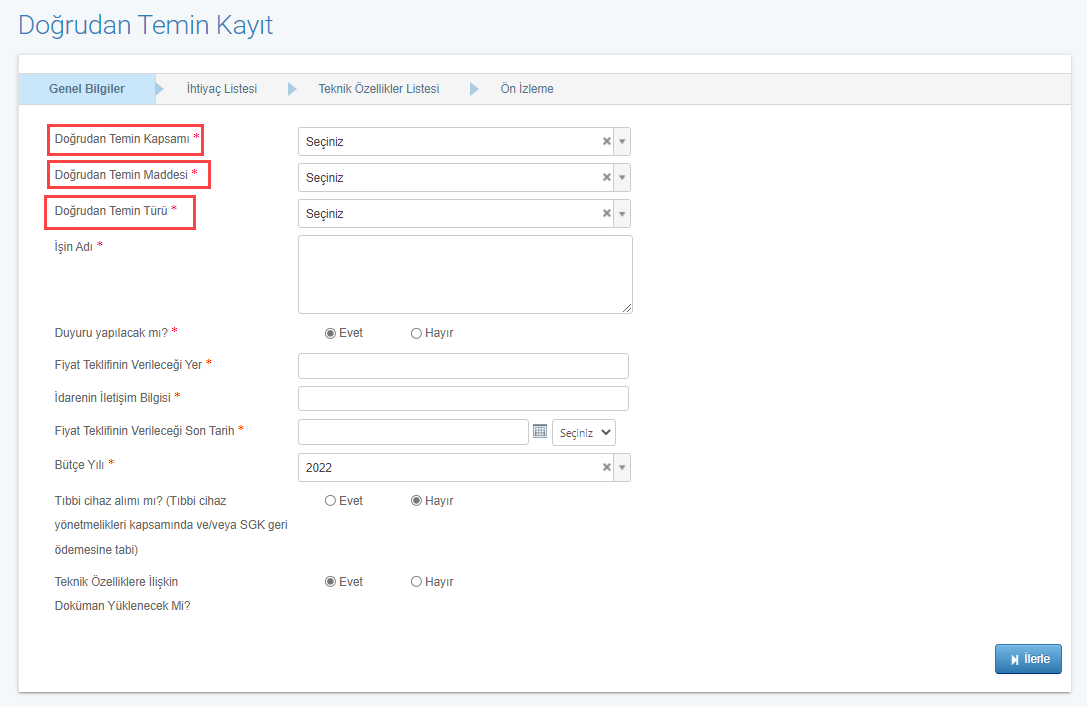 Doğrudan Temin Kayıt
Genel Bilgiler
İhtiyaç Listesi
Teknik Özellikler Listesi
Ön İzleme
Doğrudan Temin Kapsamı *
Seçiniz
Doğrudan Temin Maddesi *
Seçiniz
Doğrudan Temin Türü *
Seçiniz
İşin Adı *
Duyuru yapılacak mı? *
Evet
Hayır
Fiyat Teklifinin Verileceği Yer *
İdarenin İletişim Bilgisi *
Fiyat Teklifinin Verileceği Son Tarih *
Seçiniz
Bütçe Yılı *
2022
Tıbbi cihaz alımı mı? (Tıbbi cihaz
yönetmelikleri kapsamında ve/veya SGK geri
ödemesine tabi)
Evet
Hayır
Teknik Özelliklere İlişkin
Doküman Yüklenecek Mi?
Evet
Hayır
İlerle